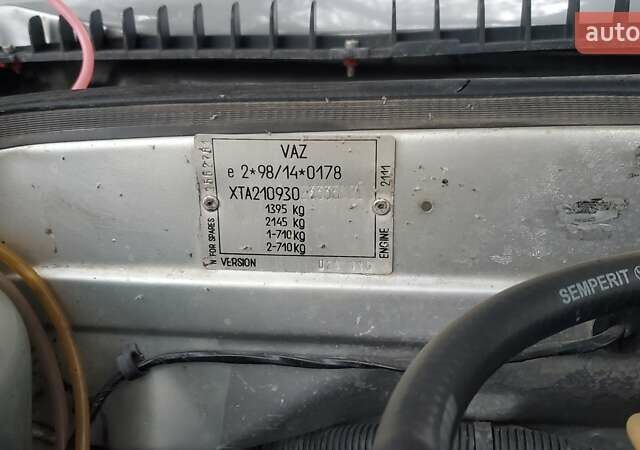 auto
VAZ
e 2*98/14*0178
XTA210930
1395 kg
2145 kg
1-710 kg
2-710 kg
VERSION
N FOR SPARES
ENGINE 2111
SEMPERIT